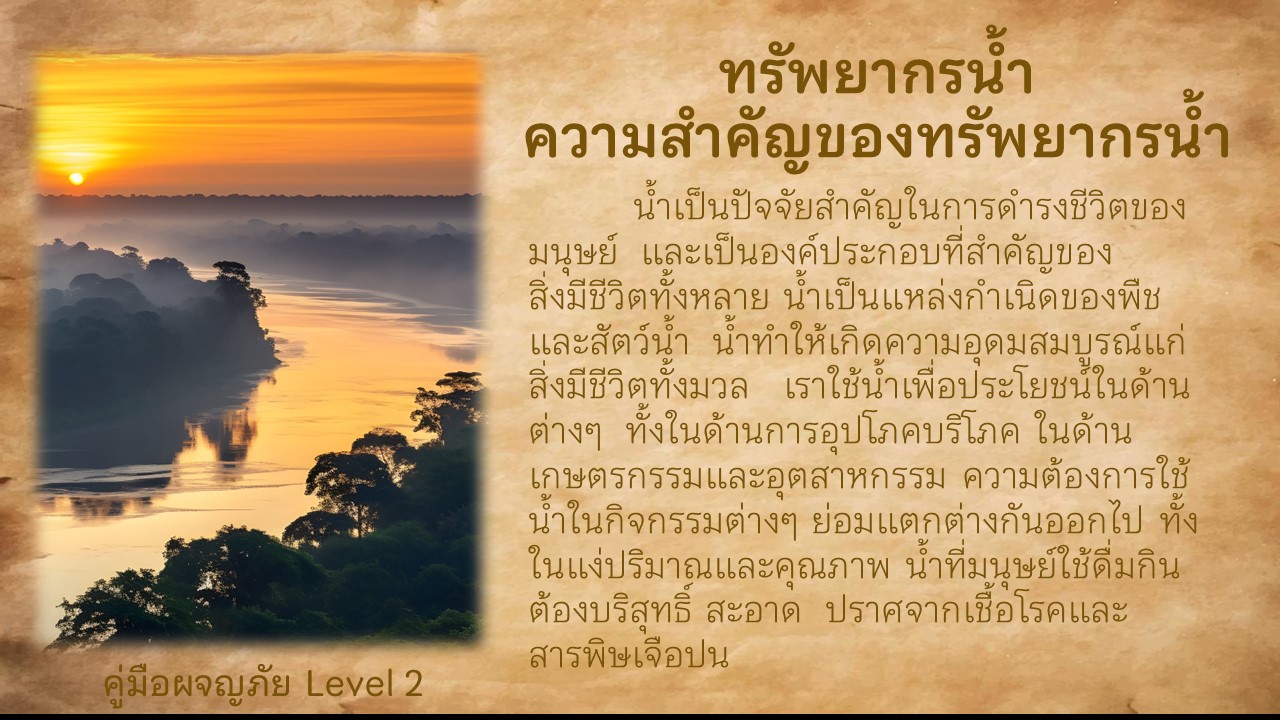 ทรัพยากรน้ำ
ความสำคัญของทรัพยากรน้ำ
น้ำเป็นปัจจัยสำคัญในการดำรงชีวิตของ
มนุษย์ และเป็นองค์ประกอบที่สำคัญของ
สิ่งมีชีวิตทั้งหลาย น้ำเป็นแหล่งกำเนิดของพืช
และสัตว์น้ำ น้ำทำให้เกิดความอุดมสมบูรณ์แก่
สิ่งมีชีวิตทั้งมวล เราใช้น้ำเพื่อประโยชน์ในด้าน
ต่างๆ ทั้งในด้านการอุปโภคบริโภค ในด้าน
เกษตรกรรมและอุตสาหกรรม ความต้องการใช้
น้ำในกิจกรรมต่างๆ ย่อมแตกต่างกันออกไป ทั้ง
ในแง่ปริมาณและคุณภาพ น้ำที่มนุษย์ใช้ดื่มกิน
ต้องบริสุทธิ์ สะอาด ปราศจากเชื้อโรคและ
สารพิษเจือปน
คู่มือผจญภัย Level 2